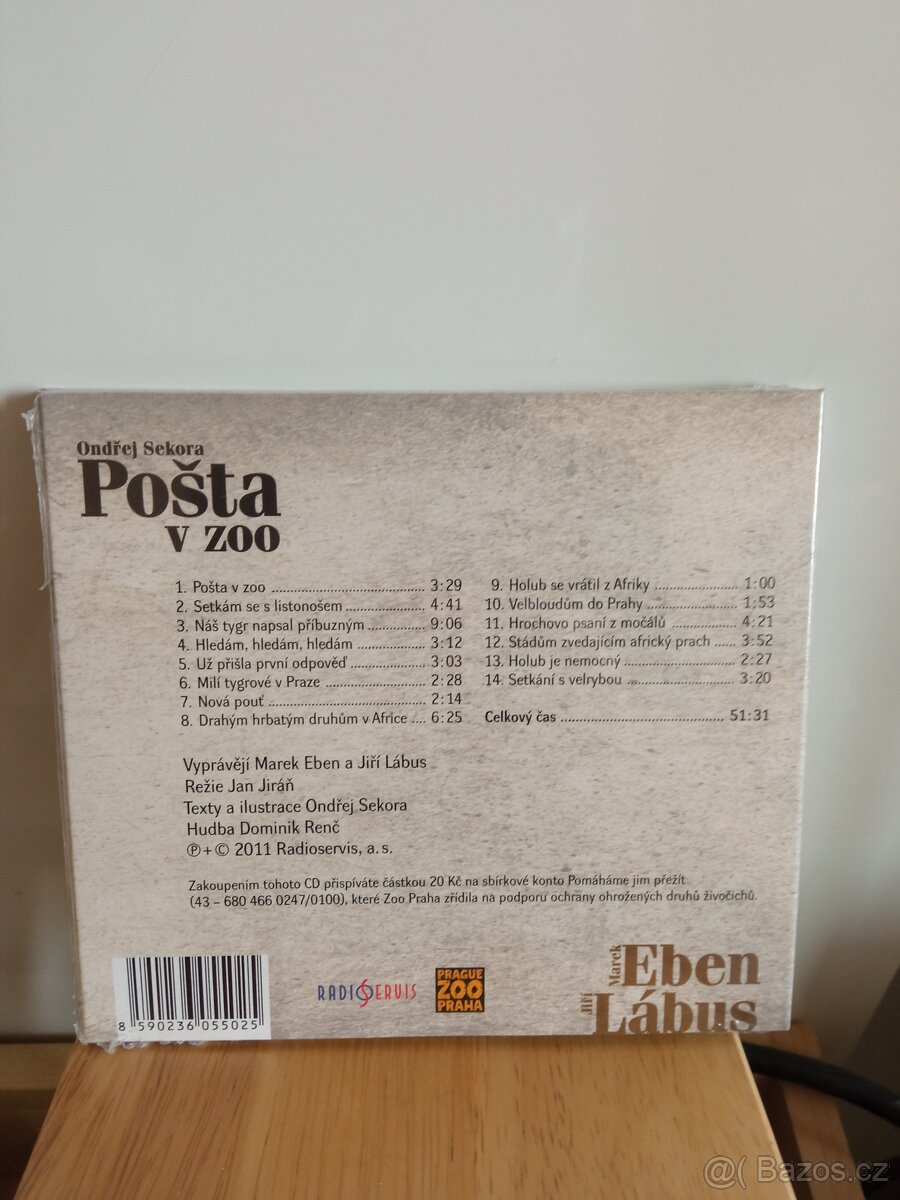 Ondřej Sekora
Pošta
v zoo
1. Pošta v zoo ........................................ 3:29
2. Setkám se s listonošem .................... 4:41
3. Náš tygr napsal příbuzným ............... 9:06
4. Hledám, hledám, hledám ................. 3:12
5. Už přišla první odpověď ................... 3:03
6. Milí tygrové v Praze .......................... 2:28
7. Nová pouť ......................................... 2:14
8. Drahým hrbatým druhům v Africe .... 6:25
9. Holub se vrátil z Afriky ..................... 1:00
10. Velbloudům do Prahy ....................... 1:53
11. Hrochovo psaní z močálů ................. 4:21
12. Stádům zvedajícím africký prach ...... 3:52
13. Holub je nemocný ............................ 2:27
14. Setkání s velrybou ............................ 3:20
Celkový čas ........................................... 51:31
Vyprávějí Marek Eben a Jiří Lábus
Režie Jan Jiráň
Texty a ilustrace Ondřej Sekora
Hudba Dominik Renč
℗ + © 2011 Radioservis, a. s.
Zakoupením tohoto CD přispíváte částkou 20 Kč na sbírkové konto Pomáháme jim přežít
(43 – 680 466 0247/0100), které Zoo Praha zřídila na podporu ochrany ohrožených druhů živočichů.
8 590236 055025
RADIOSERVIS
PRAGUE
ZOO
PRAHA
Marek Eben
Jiří Lábus
@( Bazos.cz